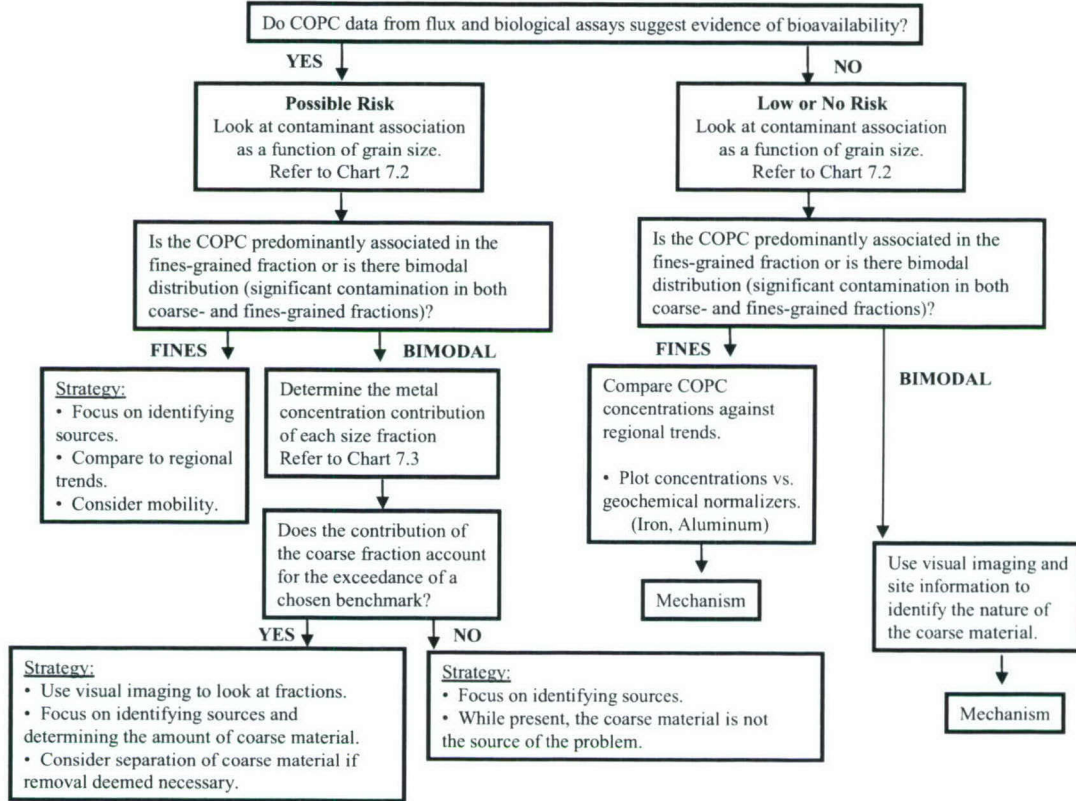 Do COPC data from flux and biological assays suggest evidence of bioavailability?
YES
NO
Possible Risk
Look at contaminant association
as a function of grain size.
Refer to Chart 7.2
Low or No Risk
Look at contaminant association
as a function of grain size.
Refer to Chart 7.2
Is the COPC predominantly associated in the
fines-grained fraction or is there bimodal
distribution (significant contamination in both
coarse- and fines-grained fractions)?
Is the COPC predominantly associated in the
fines-grained fraction or is there bimodal
distribution (significant contamination in both
coarse- and fines-grained fractions)?
FINES
BIMODAL
FINES
BIMODAL
Strategy:
• Focus on identifying
sources.
• Compare to regional
trends.
• Consider mobility.
Determine the metal
concentration contribution
of each size fraction
Refer to Chart 7.3
Compare COPC
concentrations against
regional trends.
• Plot concentrations vs.
geochemical normalizers.
(Iron, Aluminum)
Does the contribution of
the coarse fraction account
for the exceedance of a
chosen benchmark?
Mechanism
Use visual imaging and
site information to
identify the nature of
the coarse material.
YES
NO
Strategy:
• Use visual imaging to look at fractions.
• Focus on identifying sources and
determining the amount of coarse material.
• Consider separation of coarse material if
removal deemed necessary.
Strategy:
• Focus on identifying sources.
• While present, the coarse material is not
the source of the problem.
Mechanism